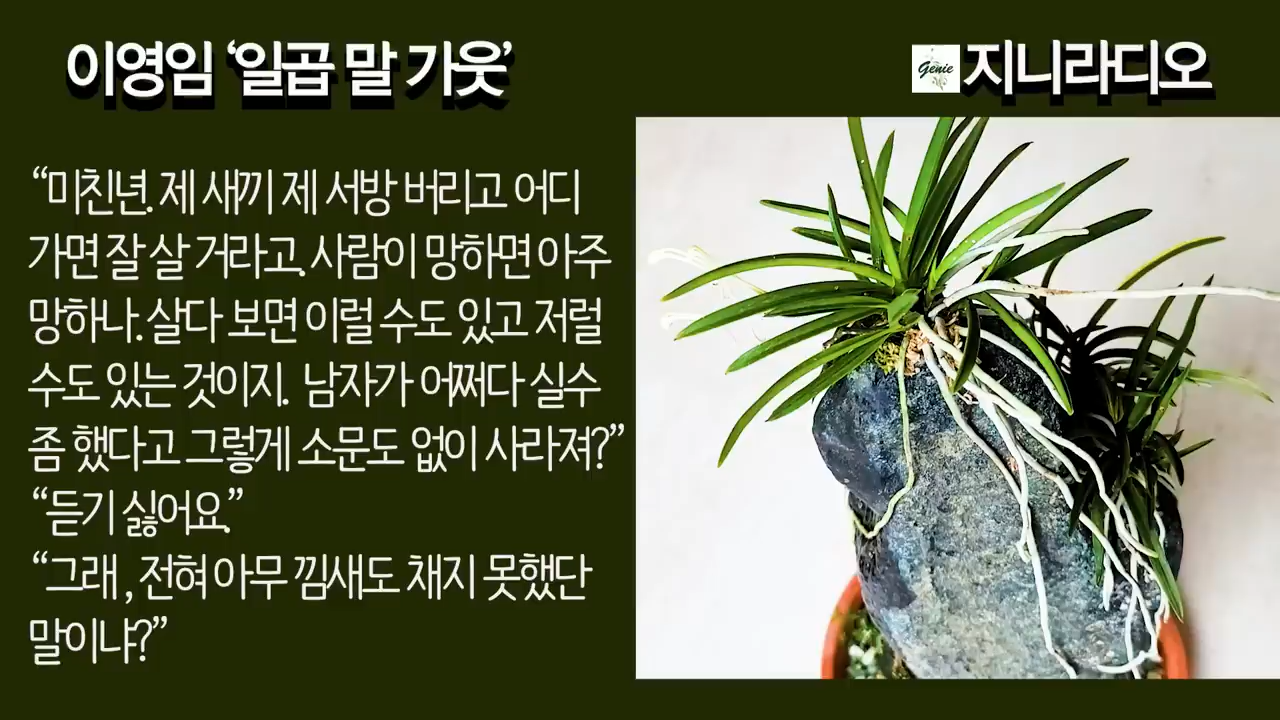 이영임 ‘일곱 말 가웃’
Genie 지니라디오
“미친년. 제 새끼 제 서방 버리고 어디
가면 잘 살 거라고. 사람이 망하면 아주
망하나. 살다 보면 이럴 수도 있고 저럴
수도 있는 것이지. 남자가 어쩌다 실수
좀 했다고 그렇게 소문도 없이 사라져?”
“듣기 싫어요.”
“그래, 전혀 아무 낌새도 채지 못했단
말이냐?”